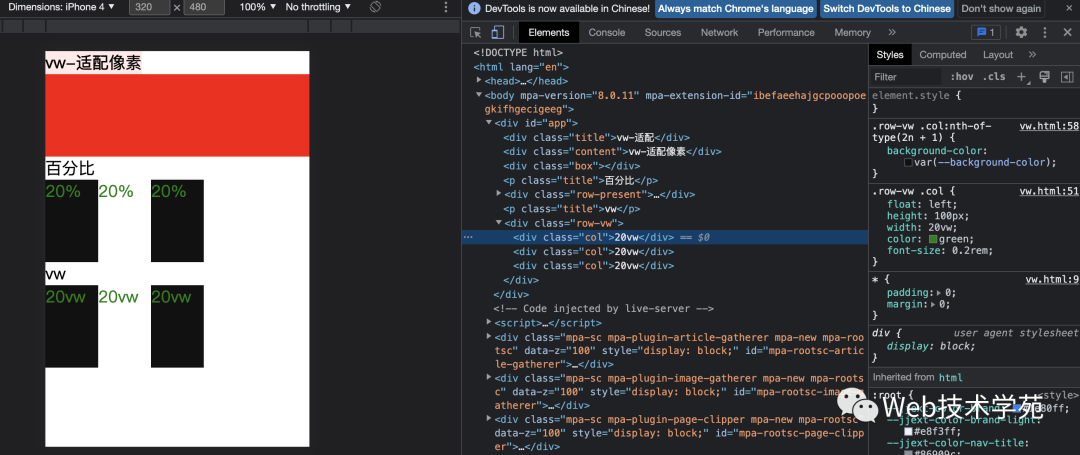 Dimensions: iPhone 4 ▼ 320 × 480 100% ▼ No throttling ▼
DevTools is now available in Chinese! Always match Chrome's language Switch DevTools to Chinese Don't show again
Elements Console Sources Network Performance Memory » 1
vw-适配像素
百分比
20% 20% 20%
vw
20vw 20vw 20vw
<!DOCTYPE html>
<html lang="en">
<head>…</head>
<body mpa-version="8.0.11" mpa-extension-id="ibefaeehajgcpooopoe
gkifhgecigeeg">
<div id="app">
<div class="title">vw-适配</div>
<div class="content">vw-适配像素</div>
<div class="box"></div>
<p class="title">百分比</p>
<div class="row-present">…</div>
<p class="title">vw</p>
<div class="row-vw">
<div class="col">20vw</div> == $0
<div class="col">20vw</div>
<div class="col">20vw</div>
</div>
</div>
<!-- Code injected by live-server -->
<script>…</script>
<div class="mpa-sc mpa-plugin-article-gatherer mpa-new mpa-roo
tsc" data-z="100" style="display: block;" id="mpa-rootsc-artic
le-gatherer">…</div>
<div class="mpa-sc mpa-plugin-image-gatherer mpa-new mpa-roots
c" data-z="100" style="display: block;" id="mpa-rootsc-image-g
atherer">…</div>
<div class="mpa-sc mpa-plugin-page-clipper mpa-new mpa-rootsc"
data-z="100" style="display: block;" id="mpa-rootsc-page-clipp
er">…</div>
Styles Computed Layout »
Filter :hov .cls
element.style {
}
.row-vw .col:nth-of-type(2n + 1) { vw.html:58
background-color:
var(--background-color);
}
.row-vw .col { vw.html:51
float: left;
height: 100px;
width: 20vw;
color: green;
font-size: 0.2rem;
}
* { vw.html:9
padding: 0;
margin: 0;
}
div { user agent stylesheet
display: block;
}
Inherited from html
:root { <style>
--jjext-color-brand-light:
#e8f3ff;
--jjext-color-nav-title:
#86909c;
Web技术学苑